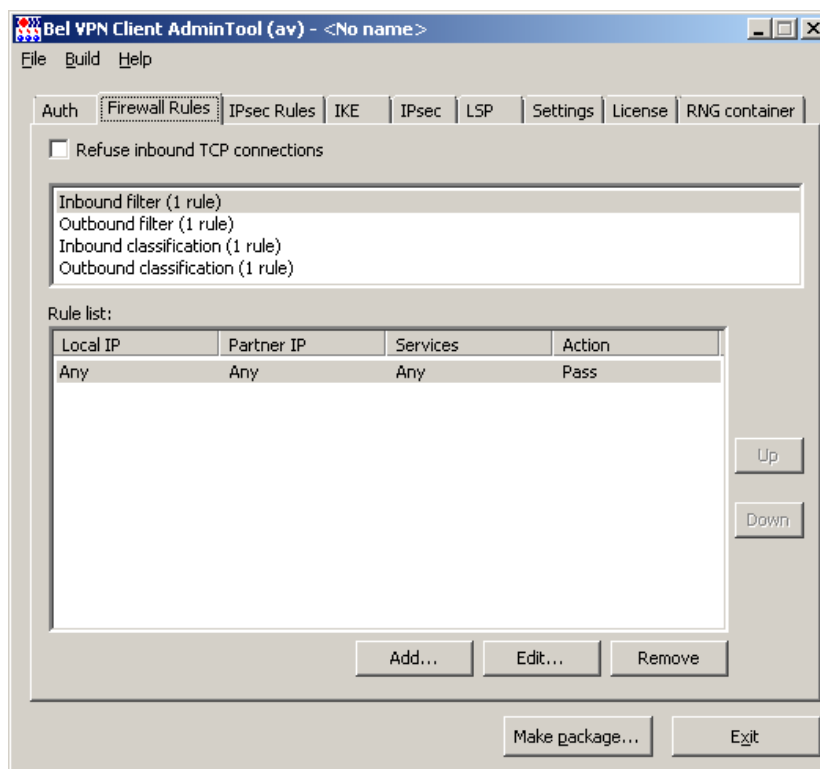 Bel VPN Client AdminTool (av) - <No name>
File Build Help
Auth Firewall Rules IPsec Rules IKE IPsec LSP Settings License RNG container
Refuse inbound TCP connections
Inbound filter (1 rule)
Outbound filter (1 rule)
Inbound classification (1 rule)
Outbound classification (1 rule)
Rule list:
Local IP Partner IP Services Action
Any Any Any Pass
Up
Down
Add... Edit... Remove
Make package... Exit